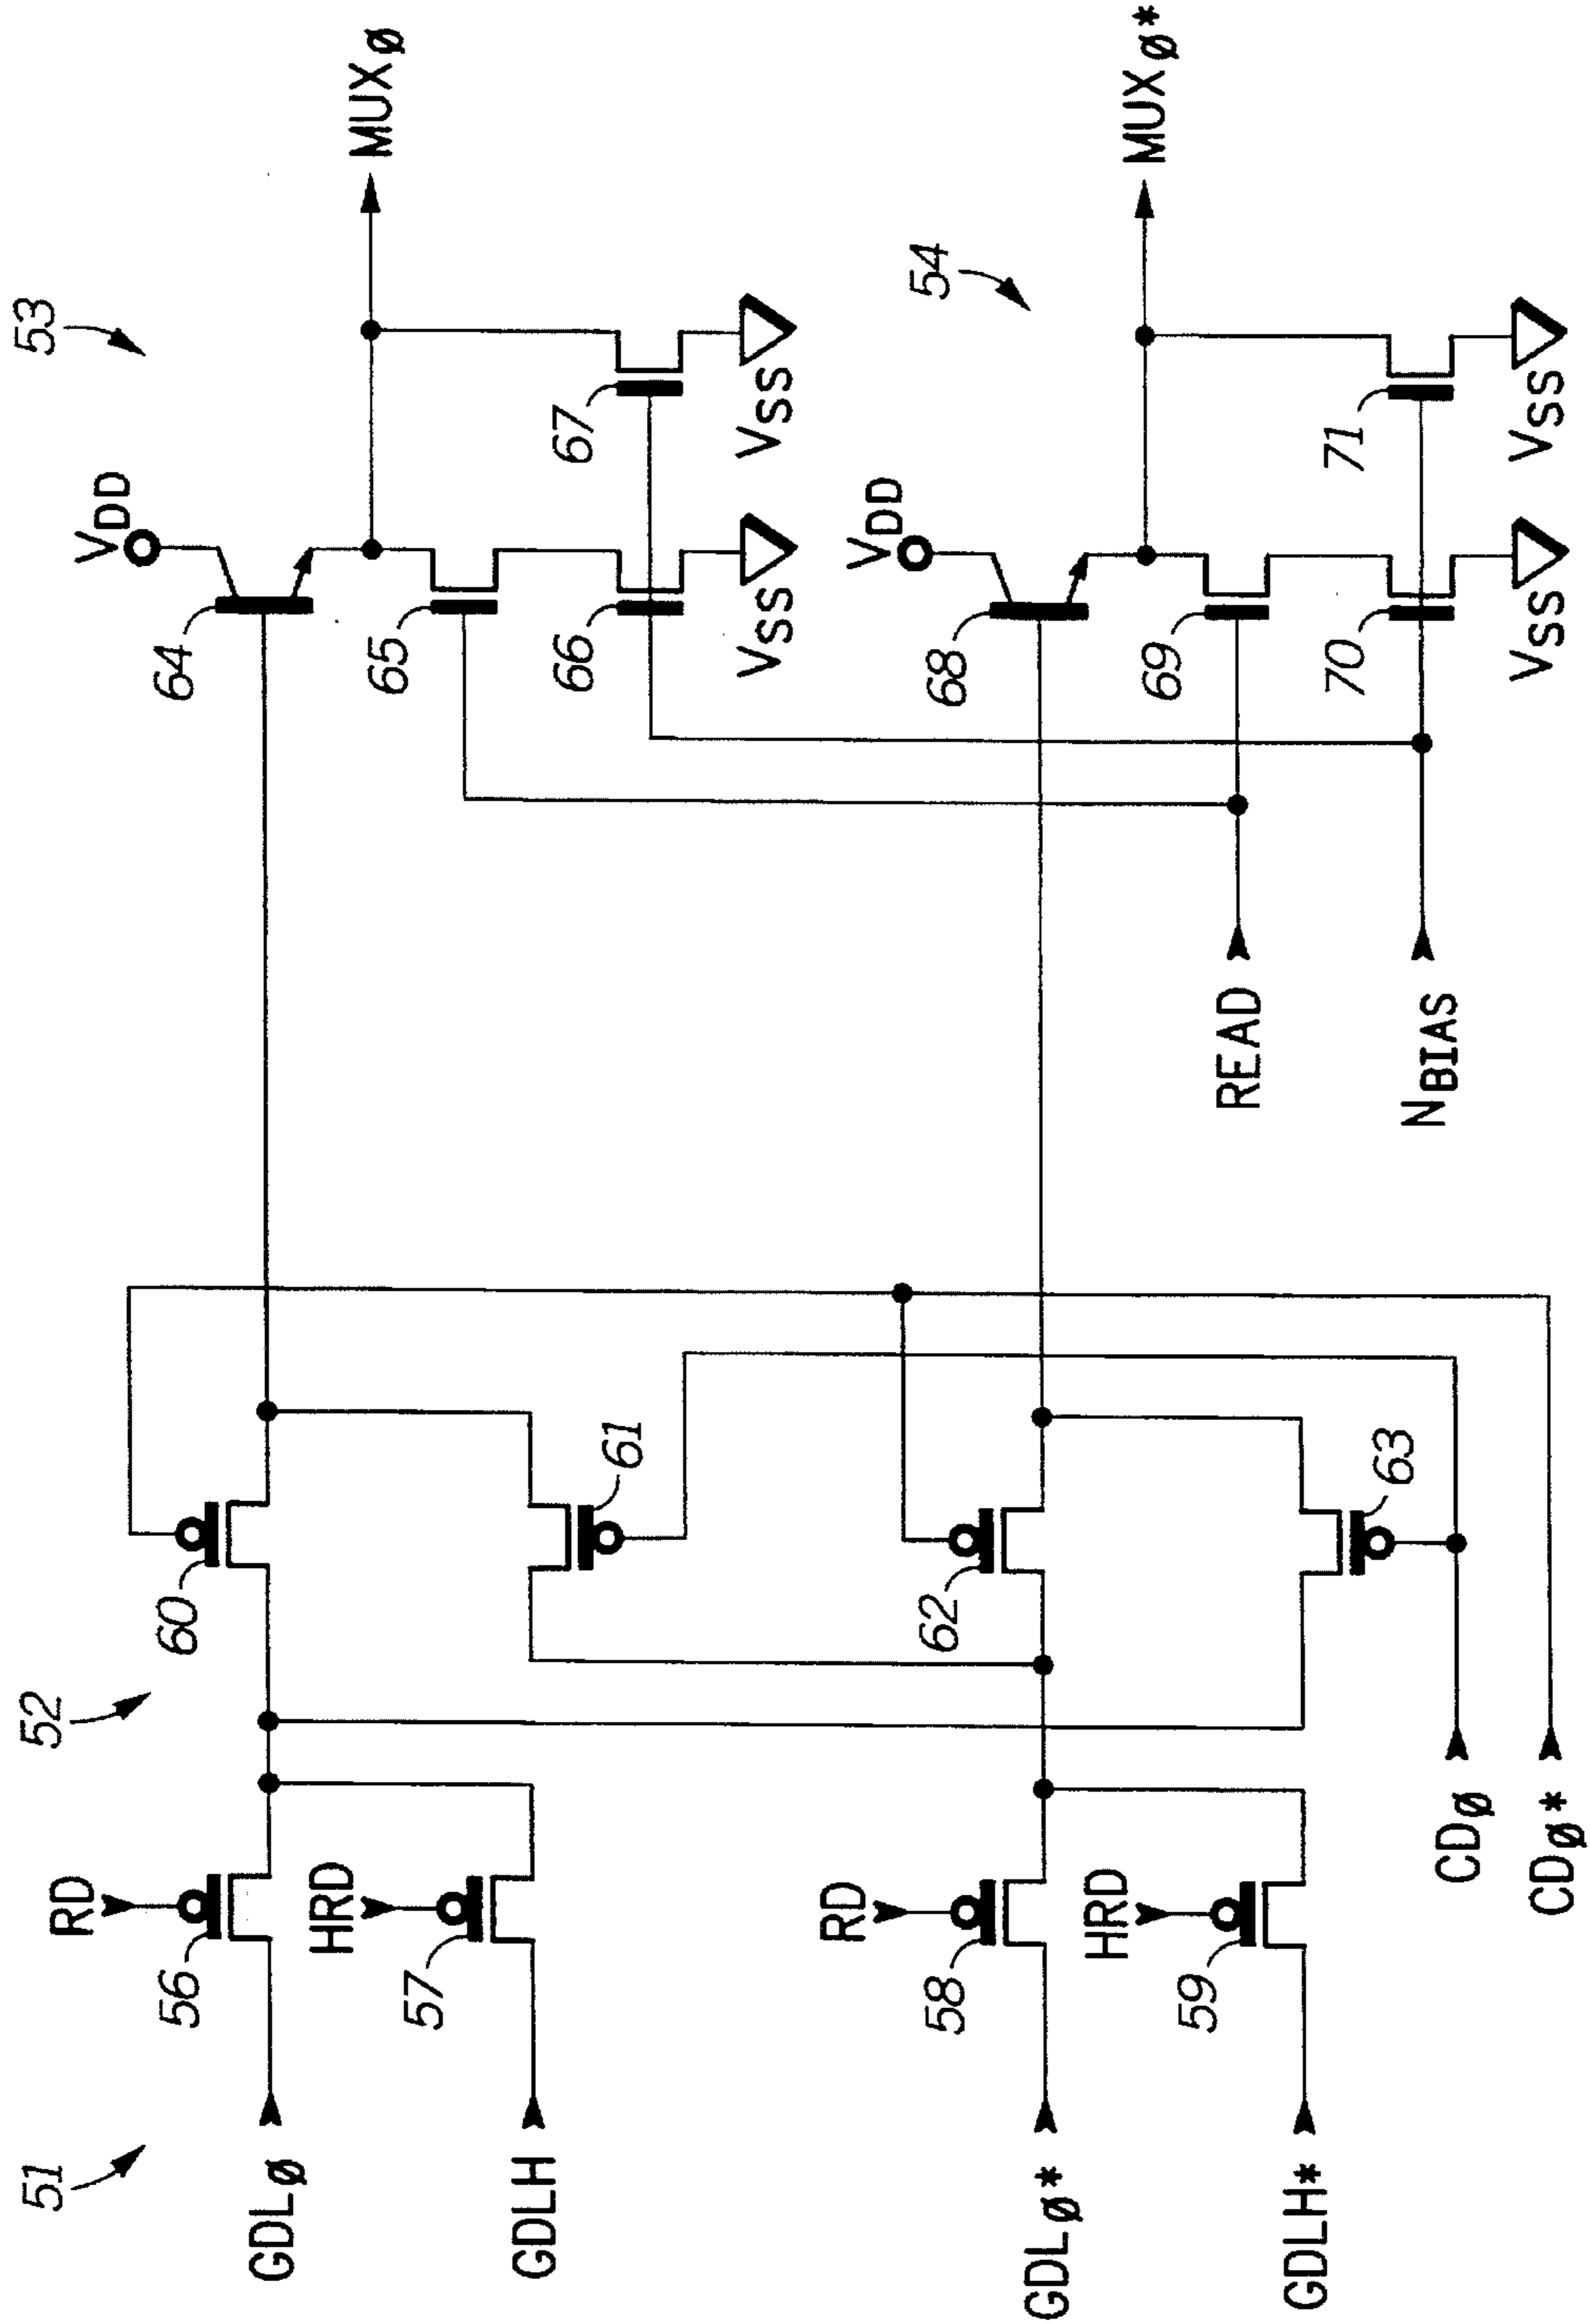 51
52
53
GDLø
RD
56
60
64
VDD
MUXø
GDLH
HRD
57
61
65
66
67
VSS
VSS
54
GDLø*
RD
58
62
68
VDD
MUXø*
GDLH*
HRD
59
63
READ
69
NBIAS
70
71
VSS
VSS
CDø
CDø*